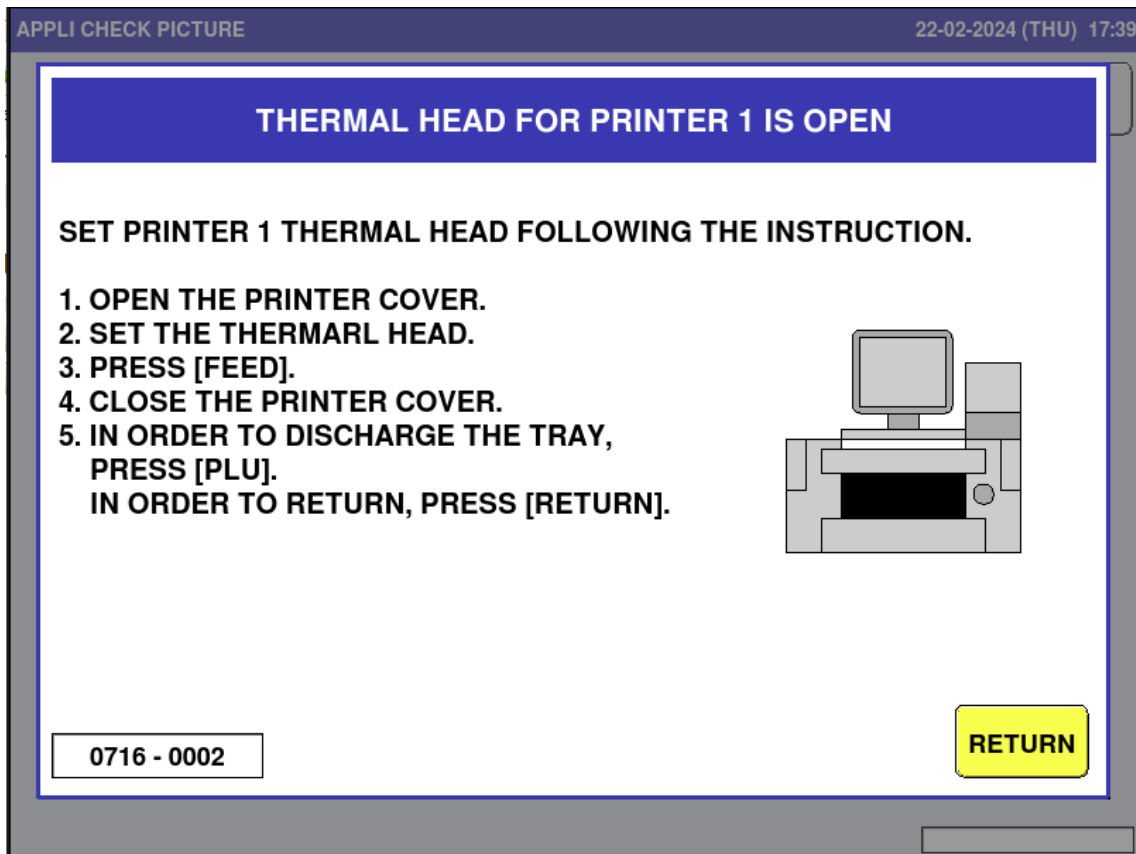 APPLI CHECK PICTURE
22-02-2024 (THU) 17:39
THERMAL HEAD FOR PRINTER 1 IS OPEN
SET PRINTER 1 THERMAL HEAD FOLLOWING THE INSTRUCTION.
1. OPEN THE PRINTER COVER.
2. SET THE THERMARL HEAD.
3. PRESS [FEED].
4. CLOSE THE PRINTER COVER.
5. IN ORDER TO DISCHARGE THE TRAY,
PRESS [PLU].
IN ORDER TO RETURN, PRESS [RETURN].
0716 - 0002
RETURN